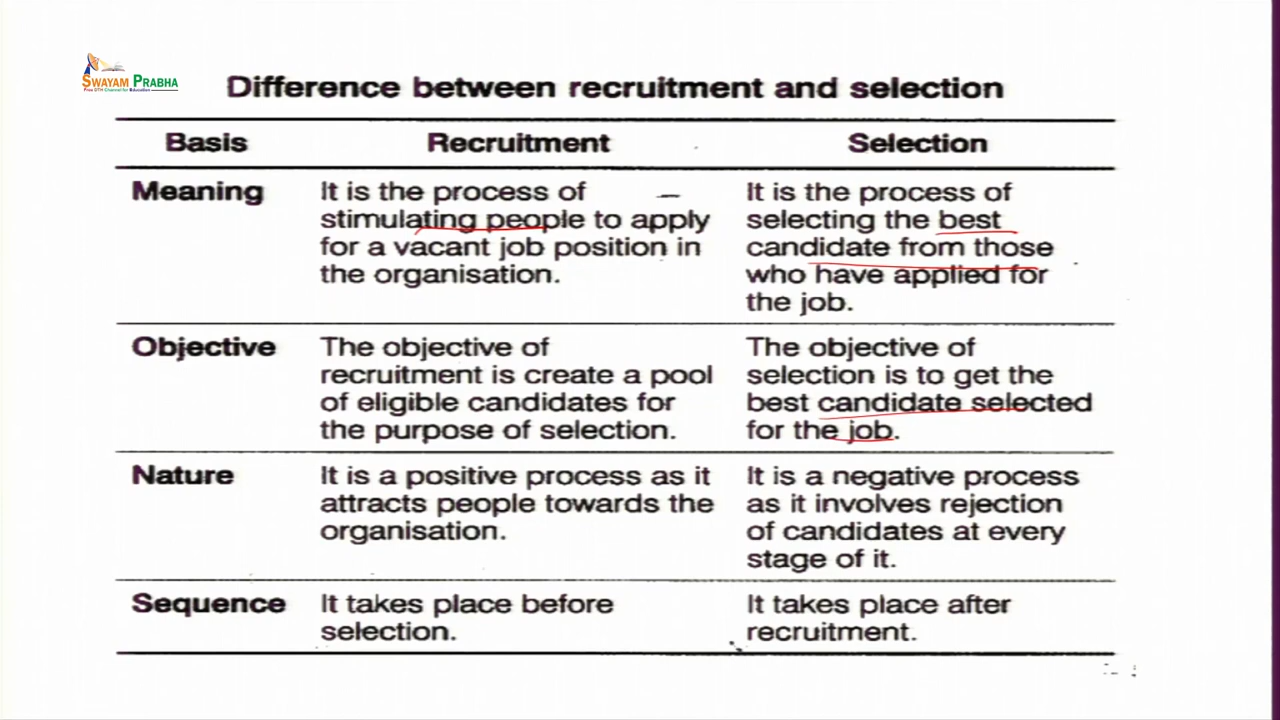 SWAYAM PRABHA
Free DTH Channel for Education
Difference between recruitment and selection
Basis Recruitment Selection
Meaning It is the process of It is the process of
stimulating people to apply selecting the best
for a vacant job position in candidate from those
the organisation. who have applied for
the job.
Objective The objective of The objective of
recruitment is create a pool selection is to get the
of eligible candidates for best candidate selected
the purpose of selection. for the job.
Nature It is a positive process as it It is a negative process
attracts people towards the as it involves rejection
organisation. of candidates at every
stage of it.
Sequence It takes place before It takes place after
selection. recruitment.